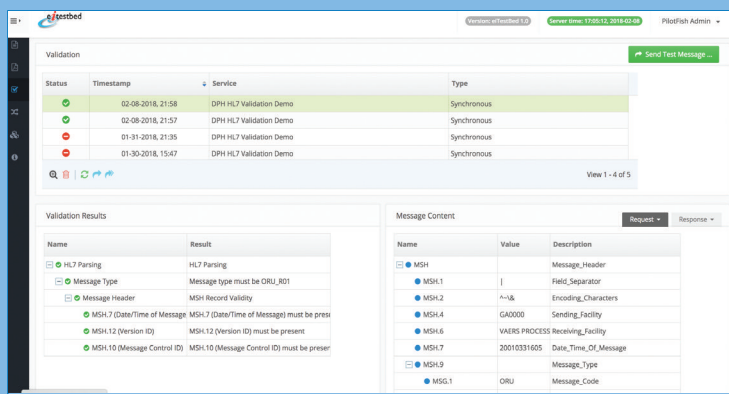 eiTestbed
Version: eiTestBed 1.0
Server time: 17:05:12, 2018-02-08
PilotFish Admin
Validation
Send Test Message ...
Status Timestamp Service Type
02-08-2018, 21:58 DPH HL7 Validation Demo Synchronous
02-08-2018, 21:57 DPH HL7 Validation Demo Synchronous
01-31-2018, 21:35 DPH HL7 Validation Demo Synchronous
01-30-2018, 15:47 DPH HL7 Validation Demo Synchronous
View 1 - 4 of 5
Validation Results
Name Result
HL7 Parsing HL7 Parsing
Message Type Message type must be ORU_R01
Message Header MSH Record Validity
MSH.7 (Date/Time of Message MSH.7 (Date/Time of Message) must be pres
MSH.12 (Version ID) MSH.12 (Version ID) must be present
MSH.10 (Message Control ID) MSH.10 (Message Control ID) must be presen
Message Content
Request Response
Name Value Description
MSH Message_Header
MSH.1 | Field_Separator
MSH.2 ^~\& Encoding_Characters
MSH.4 GA0000 Sending_Facility
MSH.6 VAERS PROCESS Receiving_Facility
MSH.7 20010331605 Date_Time_Of_Message
MSH.9 Message_Type
MSG.1 ORU Message_Code